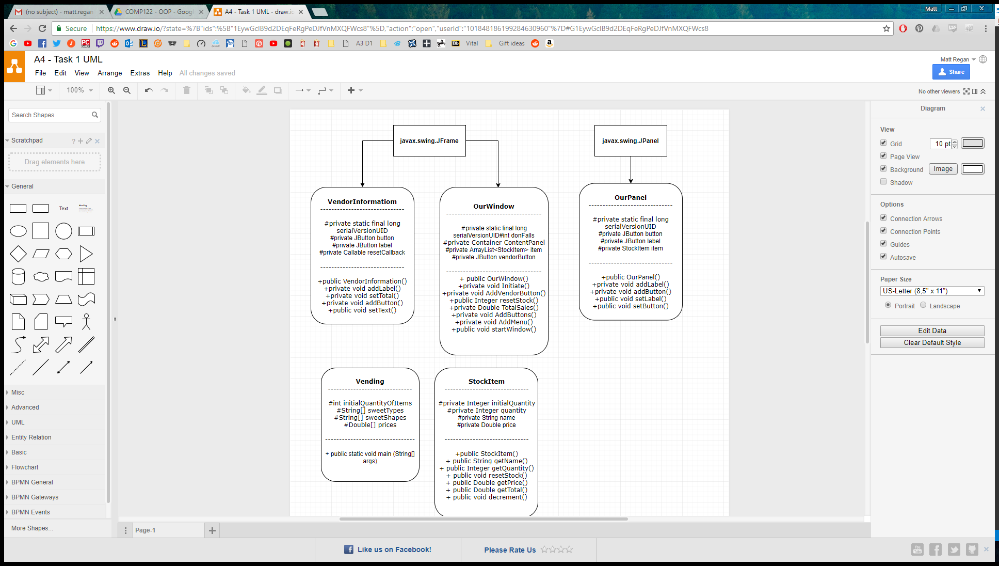 (no subject) - matt.regan
COMP122 - OOP - Goog
A4 - Task 1 UML - draw.i
Matt
Secure
https://www.draw.io/?state=%7B"ids":%5B"1EywGcIB9d2DEqFeRgPeDJfVnMXQFWcs8"%5D,"action":"open","userId":"101848186199284630960"%7D#G1EywGcIB9d2DEqFeRgPeDJfVnMXQFWcs8
A3 D1
Vital
Gift ideas
A4 - Task 1 UML
Matt Regan
File Edit View Arrange Extras Help All changes saved
Share
100%
No other viewers
Search Shapes
Scratchpad
?
Drag elements here
General
Text
Heading
Misc
Advanced
UML
Entity Relation
Basic
Flowchart
BPMN General
BPMN Gateways
BPMN Events
More Shapes...
javax.swing.JFrame
javax.swing.JPanel
VendorInformatiom
------------------------------
#private static final long
serialVersionUID
#private JButton button
#private JButton label
#private Callable resetCallback
------------------------------
+public VendorInformation()
+private void addLabel()
+private void setTotal()
+private void addButton()
+public void setText()
OurWindow
----------------------------------
#private static final long
serialVersionUID#int donFalls
#private Container ContentPanel
#private ArrayList<StockItem> item
#private JButton vendorButton
----------------------------------
+ public OurWindow()
+private void Initiate()
+private void AddVendorButton()
+public Integer resetStock()
+private Double TotalSales()
+private void AddButtons()
+private void AddMenu()
+public void startWindow()
OurPanel
------------------------------
#private static final long
serialVersionUID
#private JButton button
#private JButton label
#private StockItem item
------------------------------
+public OurPanel()
+private void addLabel()
+private void addButton()
+public void setLabel()
+public void setButton()
Vending
------------------------------
#int initialQuantityOfItems
#String[] sweetTypes
#String[] sweetShapes
#Double[] prices
--------------------------------
+ public static void main (String[]
args)
StockItem
------------------------------
#private Integer initialQuantity
#private Integer quantity
#private String name
#private Double price
------------------------------
+public StockItem()
+ public String getName()
+ public Integer getQuantity()
+ public void resetStock()
+ public Double getPrice()
+ public Double getTotal()
+ public void decrement()
Diagram
View
Grid
10 pt
Page View
Background
Image
Shadow
Options
Connection Arrows
Connection Points
Guides
Autosave
Paper Size
US-Letter (8,5" x 11")
Portrait
Landscape
Edit Data
Clear Default Style
Page-1
Like us on Facebook!
Please Rate Us